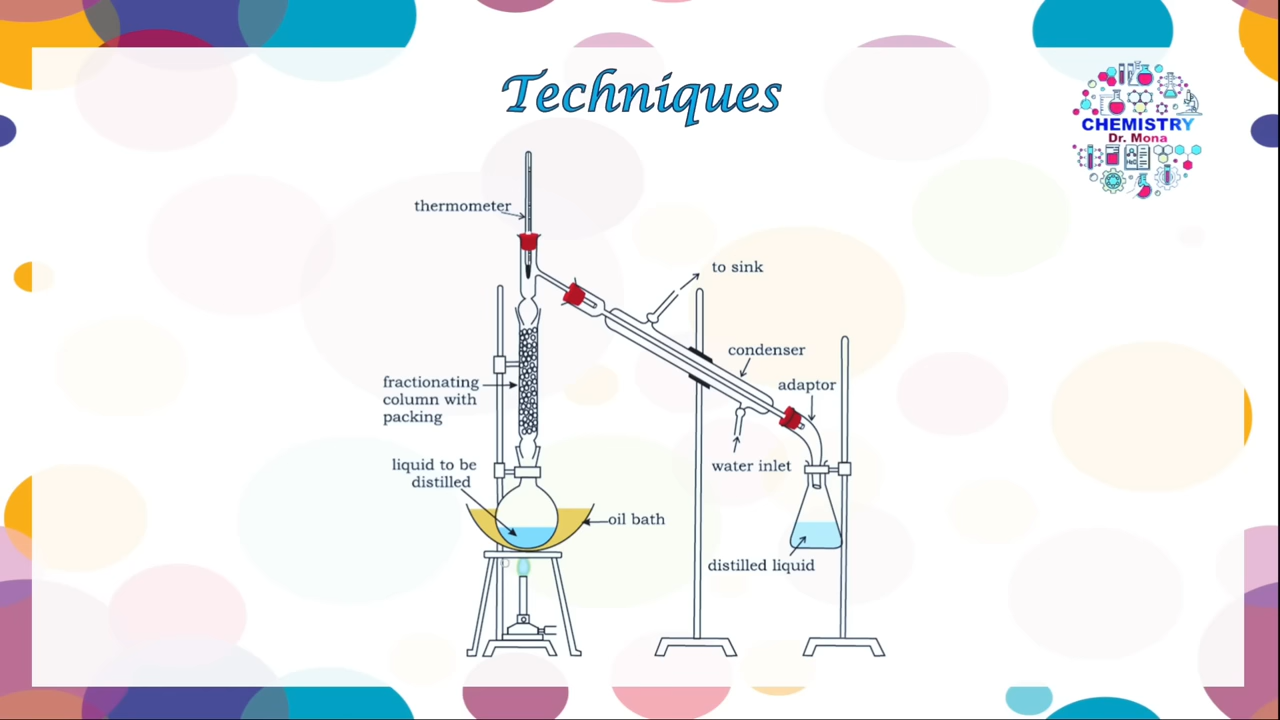 Techniques
CHEMISTRY
Dr. Mona
thermometer
to sink
condenser
adaptor
fractionating
column with
packing
liquid to be
distilled
water inlet
oil bath
distilled liquid